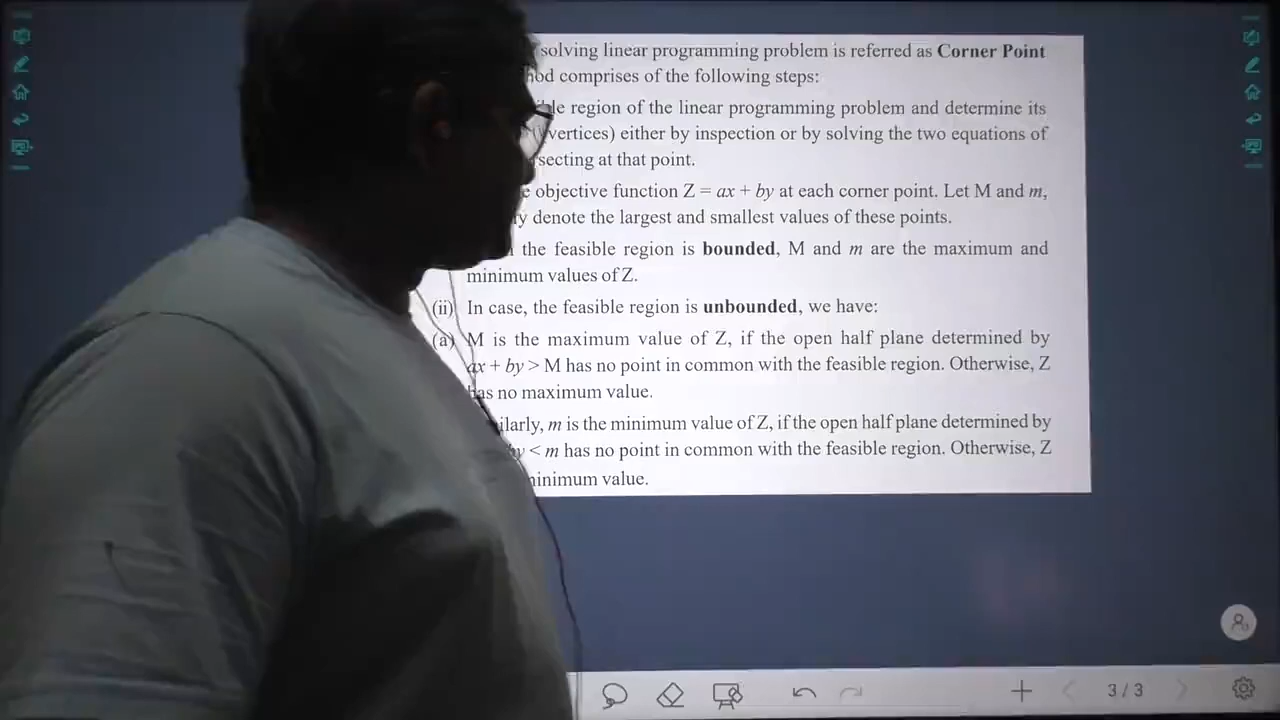 solving linear programming problem is referred as Corner Point
comprises of the following steps:
region of the linear programming problem and determine its
(vertices) either by inspection or by solving the two equations of
at that point.
objective function Z = ax + by at each corner point. Let M and m,
denote the largest and smallest values of these points.
the feasible region is bounded, M and m are the maximum and
minimum values of Z.
(ii) In case, the feasible region is unbounded, we have:
(a) M is the maximum value of Z, if the open half plane determined by
ax + by > M has no point in common with the feasible region. Otherwise, Z
has no maximum value.
m is the minimum value of Z, if the open half plane determined by
by < m has no point in common with the feasible region. Otherwise, Z
minimum value.
3 / 3